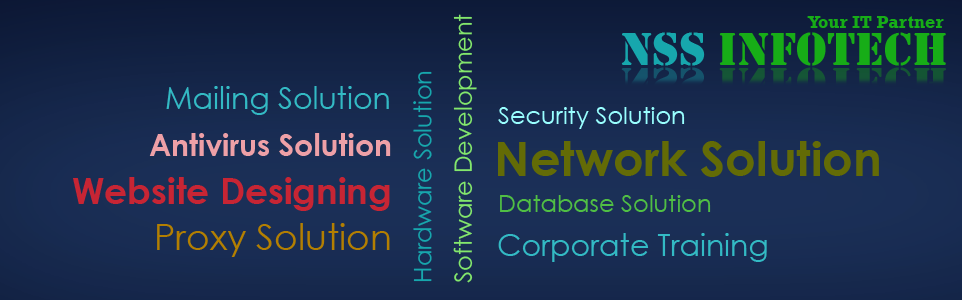 Your IT Partner
NSS INFOTECH
Mailing Solution
Antivirus Solution
Website Designing
Proxy Solution
Hardware Solution
Software Development
Security Solution
Network Solution
Database Solution
Corporate Training